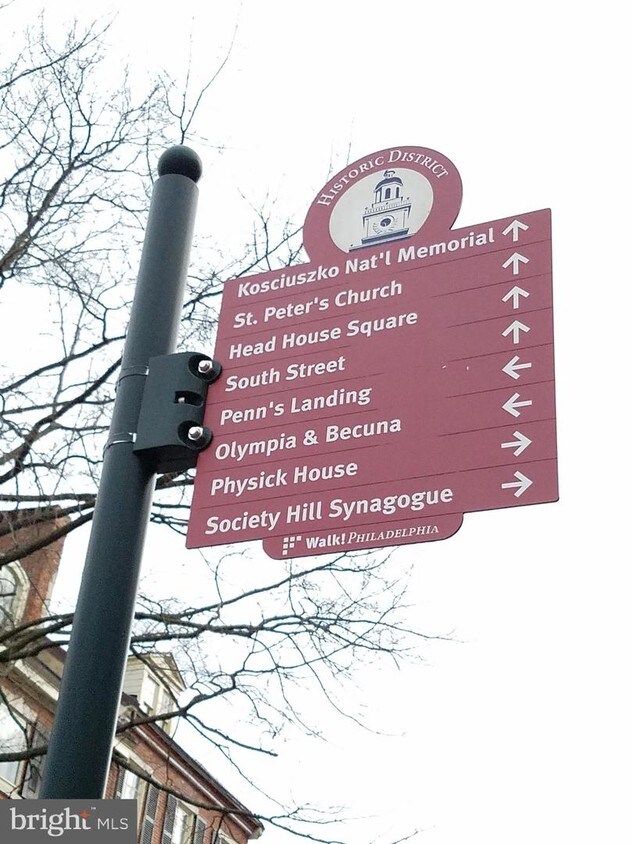 HISTORIC DISTRICT
Kosciuszko Nat'l Memorial ↑
St. Peter's Church ↑
Head House Square ↑
South Street ↑
Penn's Landing ←
Olympia & Becuna ←
Physick House →
Society Hill Synagogue →
Walk! PHILADELPHIA
bright MLS